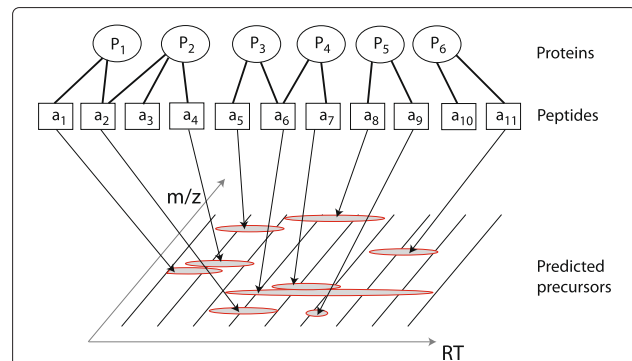 P1 P2 P3 P4 P5 P6 Proteins
a1 a2 a3 a4 a5 a6 a7 a8 a9 a10 a11 Peptides
m/z
Predicted
precursors
RT